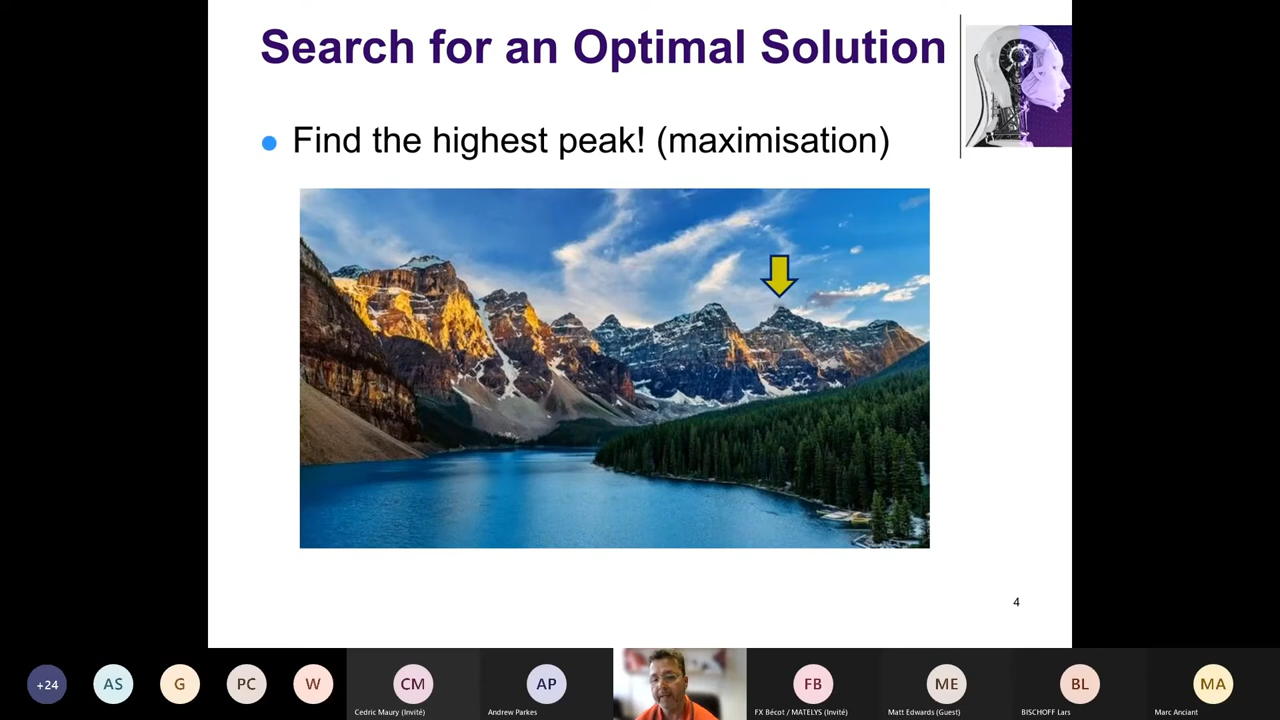 Search for an Optimal Solution
Find the highest peak! (maximisation)
4
+24
AS
G
PC
W
CM
AP
FB
ME
BL
MA
Cedric Maury (Invité)
Andrew Parkes
FX Bécot / MATELYS (Invité)
Matt Edwards (Guest)
BISCHOFF Lars
Marc Anciant